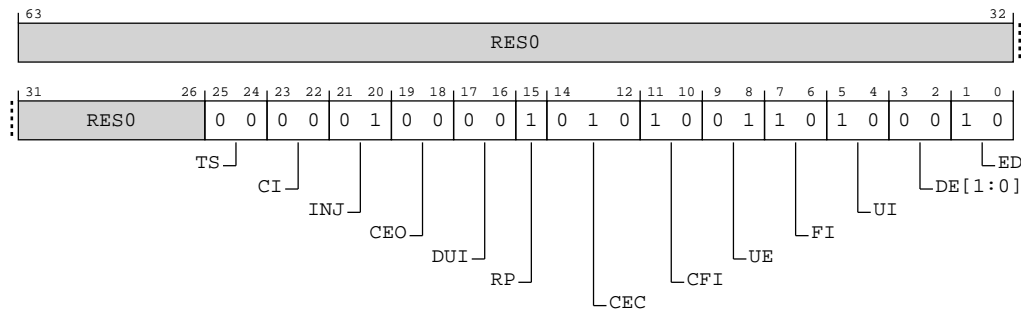 63 32
RES0
31 26 25 24 23 22 21 20 19 18 17 16 15 14 12 11 10 9 8 7 6 5 4 3 2 1 0
RES0 0 0 0 0 0 1 0 0 0 0 1 0 1 0 1 0 0 1 1 0 1 0 0 0 1 0
TS ED
CI DE[1:0]
INJ UI
CEO FI
DUI UE
RP CFI
CEC